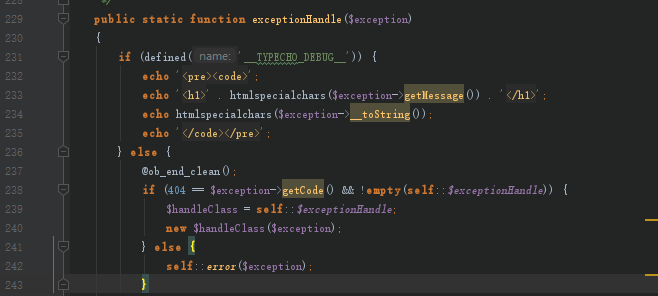 228 */
229 public static function exceptionHandle($exception)
230 {
231 if (defined( name: '__TYPECHO_DEBUG__')) {
232 echo '<pre><code>';
233 echo '<h1>' . htmlspecialchars($exception->getMessage()) . '</h1>';
234 echo htmlspecialchars($exception->__toString());
235 echo '</code></pre>';
236 } else {
237 @ob_end_clean();
238 if (404 == $exception->getCode() && !empty(self::$exceptionHandle)) {
239 $handleClass = self::$exceptionHandle;
240 new $handleClass($exception);
241 } else {
242 self::error($exception);
243 }